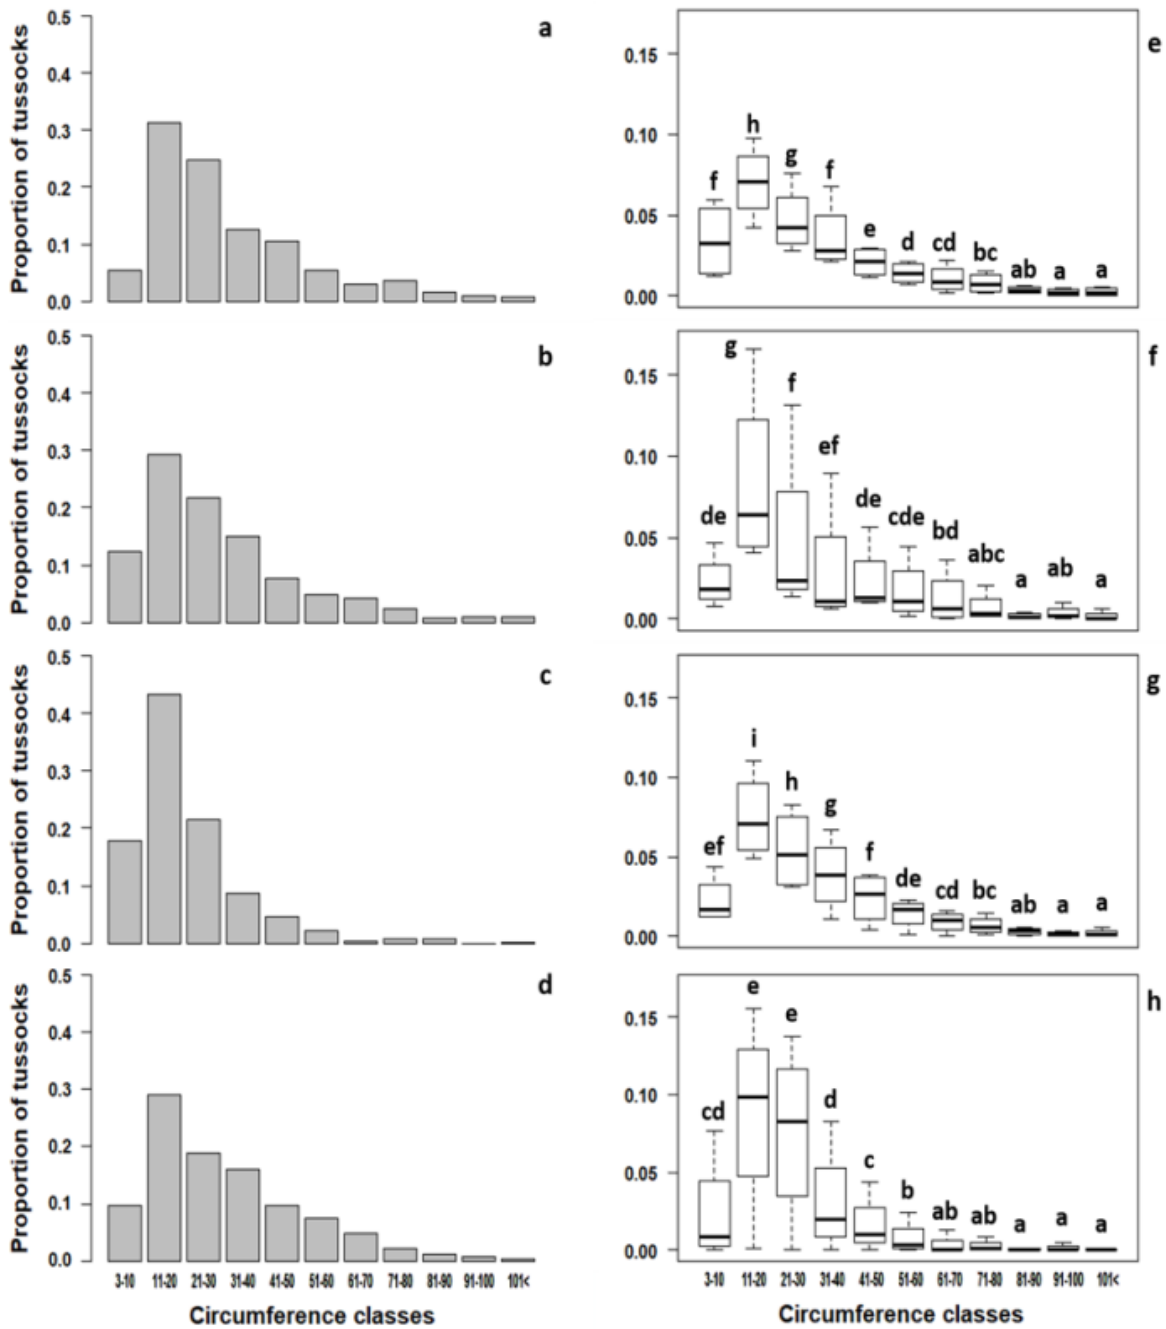 a
Proportion of tussocks
0.5
0.4
0.3
0.2
0.1
0.0
e
0.15
0.10
0.05
0.00
f h g f e d cd bc ab a a
b
Proportion of tussocks
0.5
0.4
0.3
0.2
0.1
0.0
f
0.15
0.10
0.05
0.00
de g f ef de cde bd abc a ab a
c
Proportion of tussocks
0.5
0.4
0.3
0.2
0.1
0.0
g
0.15
0.10
0.05
0.00
ef i h g f de cd bc ab a a
d
Proportion of tussocks
0.5
0.4
0.3
0.2
0.1
0.0
3-10 11-20 21-30 31-40 41-50 51-60 61-70 71-80 81-90 91-100 101<
Circumference classes
h
0.15
0.10
0.05
0.00
cd e e d c b ab ab a a a
3-10 11-20 21-30 31-40 41-50 51-60 61-70 71-80 81-90 91-100 101<
Circumference classes